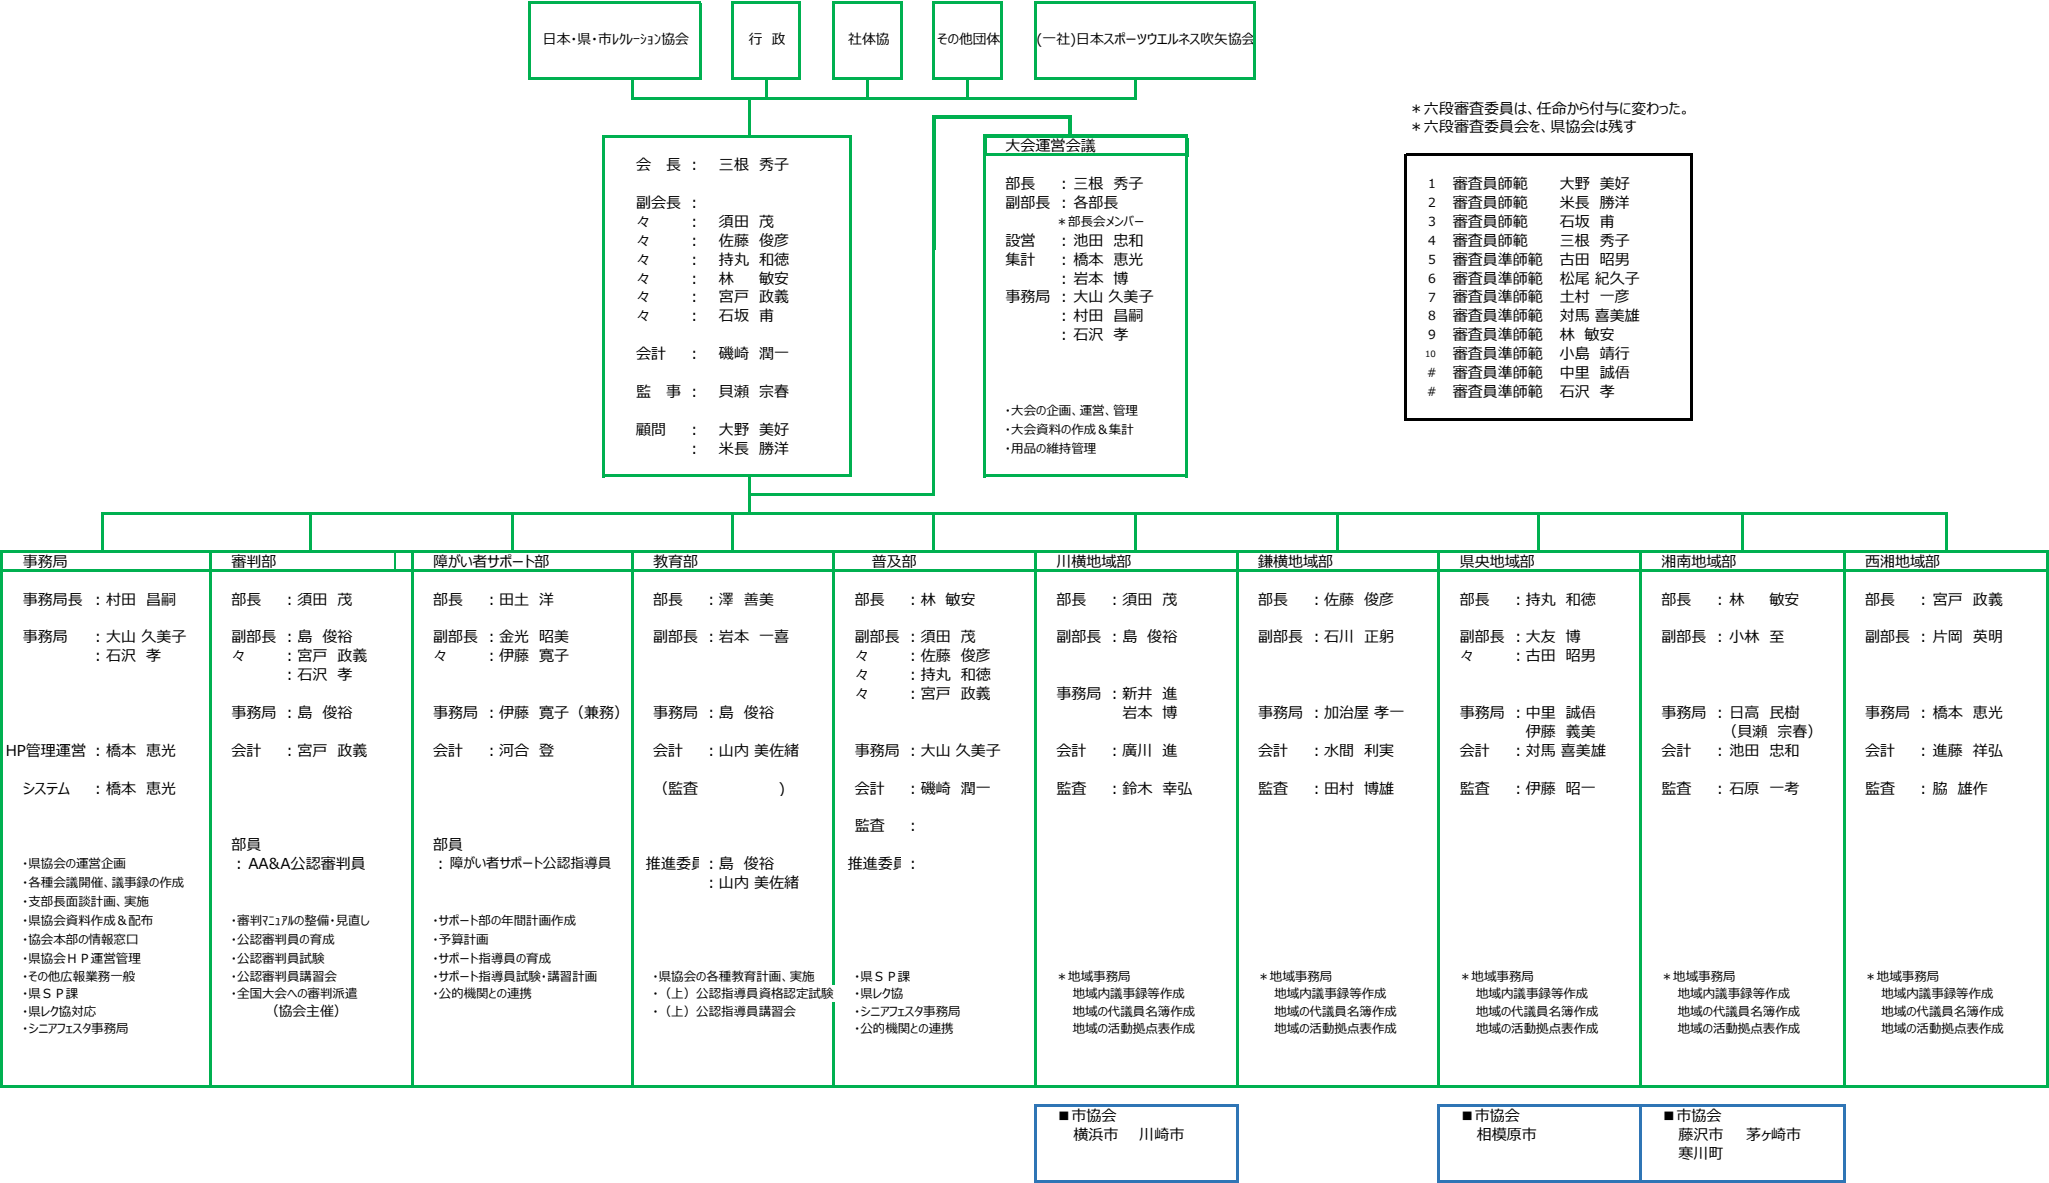 日本・県・市ﾚｸﾚｰｼｮﾝ協会
行 政
社体協
その他団体
(一社)日本スポーツウエルネス吹矢協会
＊六段審査委員は、任命から付与に変わった。
＊六段審査委員会を、県協会は残す
会 長 ： 三根 秀子
副会長 ：
々 ： 須田 茂
々 ： 佐藤 俊彦
々 ： 持丸 和徳
々 ： 林 敏安
々 ： 宮戸 政義
々 ： 石坂 甫
会計 ： 磯崎 潤一
監 事 ： 貝瀬 宗春
顧問 ： 大野 美好
： 米長 勝洋
大会運営会議
部長 ：三根 秀子
副部長 ：各部長
＊部長会メンバー
設営 ：池田 忠和
集計 ：橋本 恵光
：岩本 博
事務局 ：大山 久美子
：村田 昌嗣
：石沢 孝
・大会の企画、運営、管理
・大会資料の作成＆集計
・用品の維持管理
1 審査員師範 大野 美好
2 審査員師範 米長 勝洋
3 審査員師範 石坂 甫
4 審査員師範 三根 秀子
5 審査員準師範 古田 昭男
6 審査員準師範 松尾 紀久子
7 審査員準師範 土村 一彦
8 審査員準師範 対馬 喜美雄
9 審査員準師範 林 敏安
10 審査員準師範 小島 靖行
# 審査員準師範 中里 誠悟
# 審査員準師範 石沢 孝
事務局
事務局長 ：村田 昌嗣
事務局 ：大山 久美子
：石沢 孝
HP管理運営 ：橋本 恵光
システム ：橋本 恵光
・県協会の運営企画
・各種会議開催、議事録の作成
・支部長面談計画、実施
・県協会資料作成＆配布
・協会本部の情報窓口
・県協会ＨＰ運営管理
・その他広報業務一般
・県ＳＰ課
・県レク協対応
・シニアフェスタ事務局
審判部
部長 ：須田 茂
副部長 ：島 俊裕
々 ：宮戸 政義
：石沢 孝
事務局 ：島 俊裕
会計 ：宮戸 政義
部員
：AA&A公認審判員
・審判ﾏﾆｭｱﾙの整備・見直し
・公認審判員の育成
・公認審判員試験
・公認審判員講習会
・全国大会への審判派遣
（協会主催）
障がい者サポート部
部長 ：田土 洋
副部長 ：金光 昭美
々 ：伊藤 寛子
事務局 ：伊藤 寛子（兼務）
会計 ：河合 登
部員
：障がい者サポート公認指導員
・サポート部の年間計画作成
・予算計画
・サポート指導員の育成
・サポート指導員試験・講習計画
・公的機関との連携
教育部
部長 ：澤 善美
副部長 ：岩本 一喜
事務局 ：島 俊裕
会計 ：山内 美佐緒
（監査 )
推進委員 ：島 俊裕
：山内 美佐緒
・県協会の各種教育計画、実施
・（上）公認指導員資格認定試験
・（上）公認指導員講習会
普及部
部長 ：林 敏安
副部長 ：須田 茂
々 ：佐藤 俊彦
々 ：持丸 和徳
々 ：宮戸 政義
事務局 ：大山 久美子
会計 ：磯崎 潤一
監査 ：
推進委員 ：
・県ＳＰ課
・県レク協
・シニアフェスタ事務局
・公的機関との連携
川横地域部
部長 ：須田 茂
副部長 ：島 俊裕
事務局 ：新井 進
岩本 博
会計 ：廣川 進
監査 ：鈴木 幸弘
＊地域事務局
地域内議事録等作成
地域の代議員名簿作成
地域の活動拠点表作成
鎌横地域部
部長 ：佐藤 俊彦
副部長 ：石川 正躬
事務局 ：加治屋 孝一
会計 ：水間 利実
監査 ：田村 博雄
＊地域事務局
地域内議事録等作成
地域の代議員名簿作成
地域の活動拠点表作成
県央地域部
部長 ：持丸 和徳
副部長 ：大友 博
々 ：古田 昭男
事務局 ：中里 誠悟
伊藤 義美
会計 ：対馬 喜美雄
監査 ：伊藤 昭一
＊地域事務局
地域内議事録等作成
地域の代議員名簿作成
地域の活動拠点表作成
湘南地域部
部長 ：林 敏安
副部長 ：小林 至
事務局 ：日高 民樹
（貝瀬 宗春）
会計 ：池田 忠和
監査 ：石原 一考
＊地域事務局
地域内議事録等作成
地域の代議員名簿作成
地域の活動拠点表作成
西湘地域部
部長 ：宮戸 政義
副部長 ：片岡 英明
事務局 ：橋本 恵光
会計 ：進藤 祥弘
監査 ：脇 雄作
＊地域事務局
地域内議事録等作成
地域の代議員名簿作成
地域の活動拠点表作成
■市協会
横浜市 川崎市
■市協会
相模原市
■市協会
藤沢市 茅ヶ崎市
寒川町